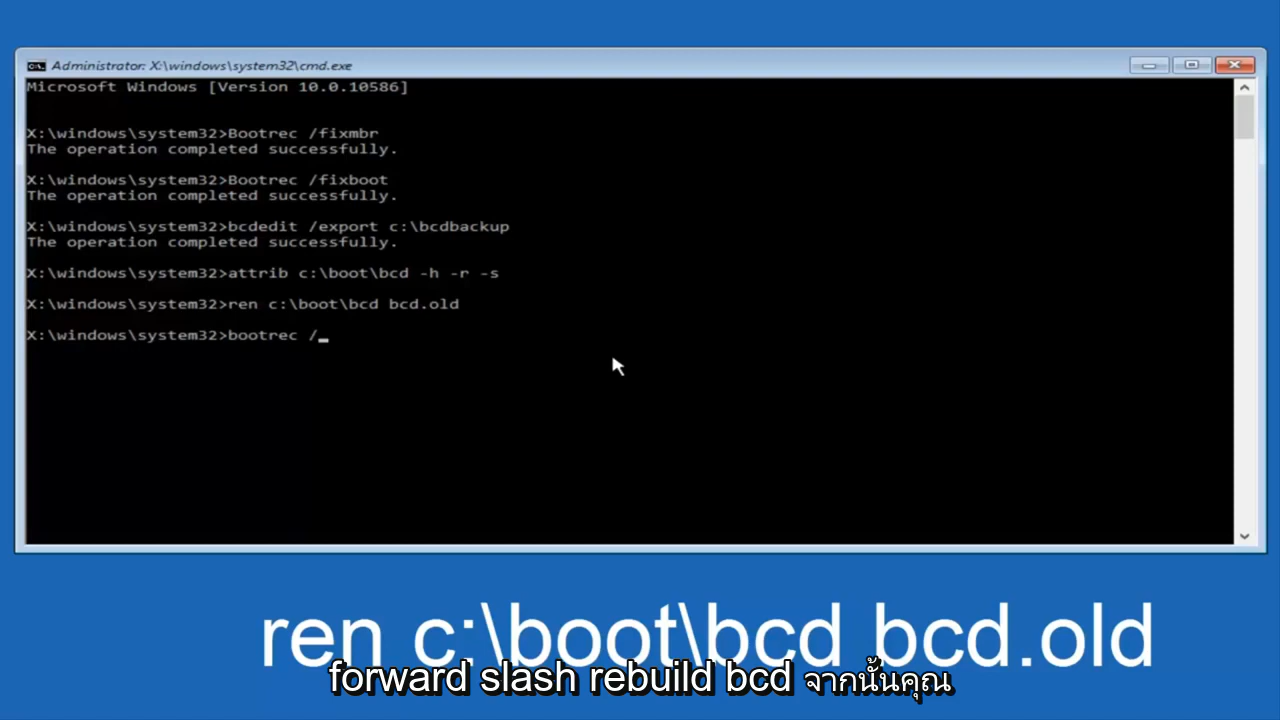 Administrator: X:\windows\system32\cmd.exe
Microsoft Windows [Version 10.0.10586]
X:\windows\system32>Bootrec /fixmbr
The operation completed successfully.
X:\windows\system32>Bootrec /fixboot
The operation completed successfully.
X:\windows\system32>bcdedit /export c:\bcdbackup
The operation completed successfully.
X:\windows\system32>attrib c:\boot\bcd -h -r -s
X:\windows\system32>ren c:\boot\bcd bcd.old
X:\windows\system32>bootrec /_
ren c:\boot\bcd bcd.old
forward slash rebuild bcd จากนั้นคุณ